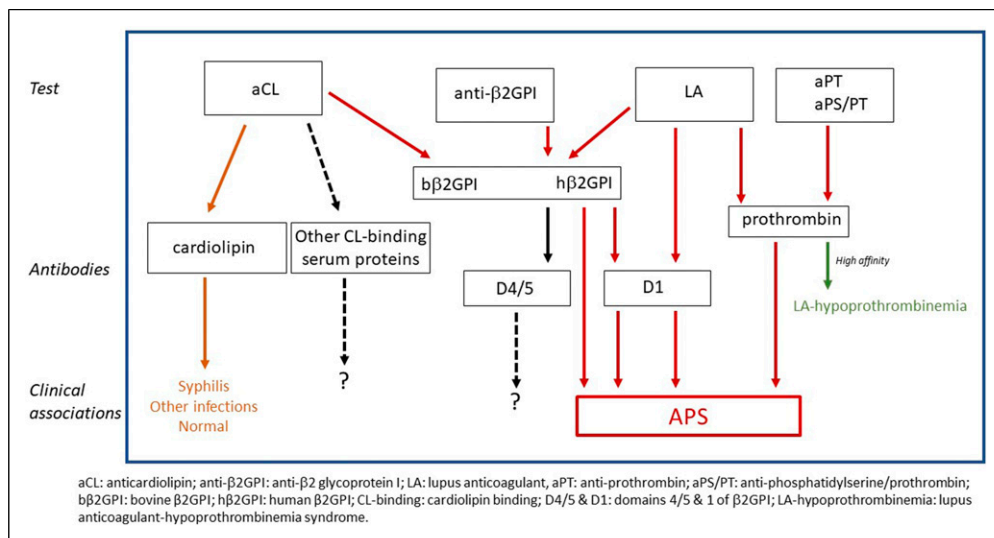 Test
aCL
anti-β2GPI
LA
aPT
aPS/PT
bβ2GPI hβ2GPI
cardiolipin
Other CL-binding
serum proteins
prothrombin
Antibodies
D4/5
D1
High affinity
LA-hypoprothrombinemia
Clinical
associations
Syphilis
Other infections
Normal
?
?
APS
aCL: anticardiolipin; anti-β2GPI: anti-β2 glycoprotein I; LA: lupus anticoagulant, aPT: anti-prothrombin; aPS/PT: anti-phosphatidylserine/prothrombin;
bβ2GPI: bovine β2GPI; hβ2GPI: human β2GPI; CL-binding: cardiolipin binding; D4/5 & D1: domains 4/5 & 1 of β2GPI; LA-hypoprothrombinemia: lupus
anticoagulant-hypoprothrombinemia syndrome.